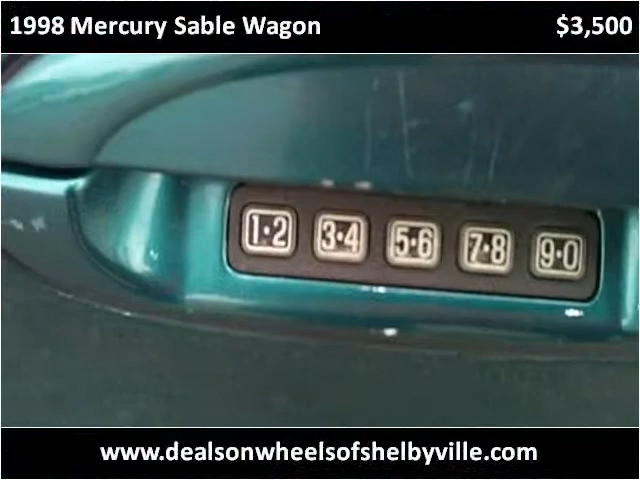 1998 Mercury Sable Wagon $3,500
1•2 3•4 5•6 7•8 9•0
www.dealsonwheelsofshelbyville.com